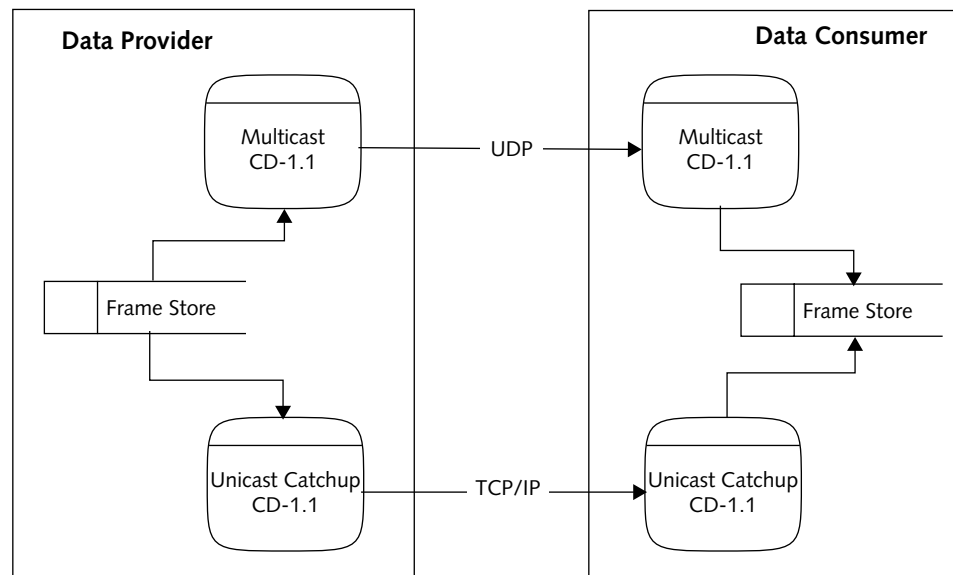 Data Provider
Data Consumer
Multicast
CD-1.1
UDP
Multicast
CD-1.1
Frame Store
Frame Store
Unicast Catchup
CD-1.1
TCP/IP
Unicast Catchup
CD-1.1